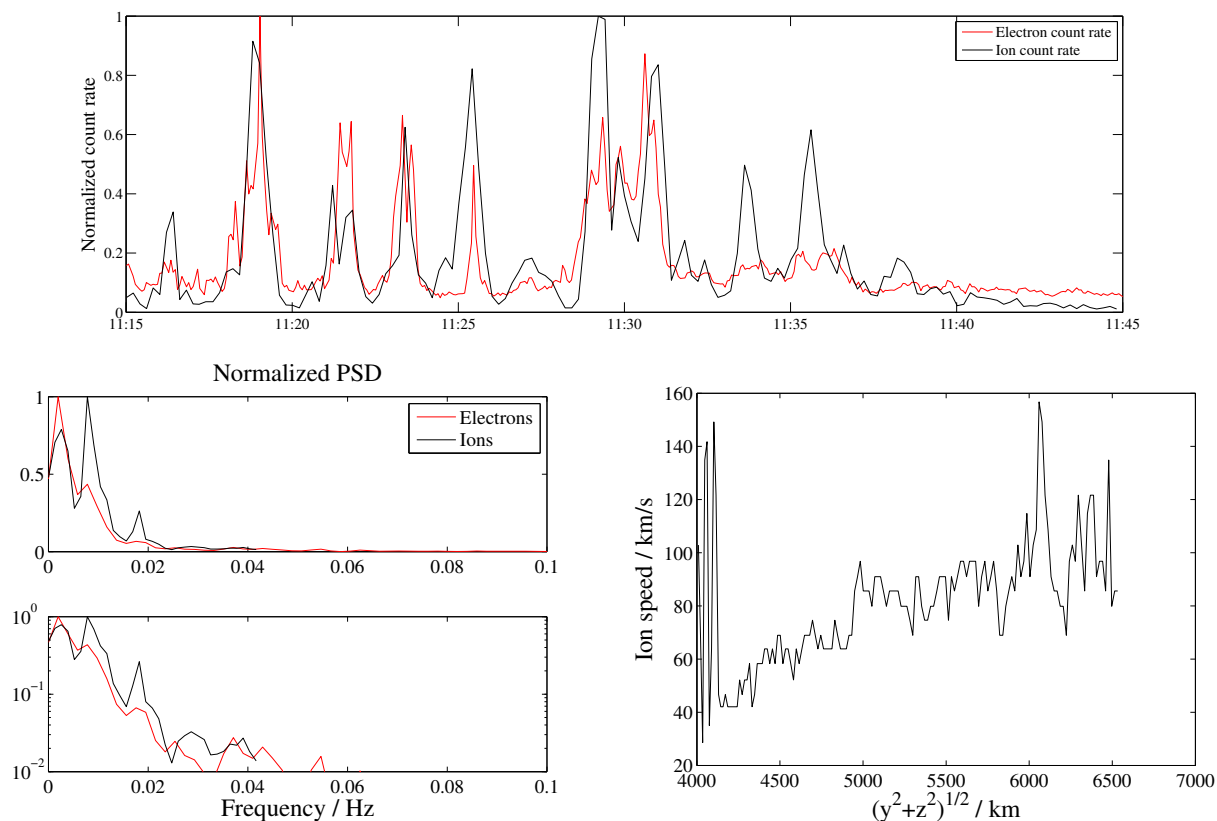 1
0.8
0.6
0.4
0.2
0
Normalized count rate
Electron count rate
Ion count rate
11:15 11:20 11:25 11:30 11:35 11:40 11:45
Normalized PSD
1
0.5
0
Electrons
Ions
0 0.02 0.04 0.06 0.08 0.1
10⁰
10⁻¹
10⁻²
0 0.02 0.04 0.06 0.08 0.1
Frequency / Hz
160
140
120
100
80
60
40
20
Ion speed / km/s
4000 4500 5000 5500 6000 6500 7000
(y²+z²)¹/² / km